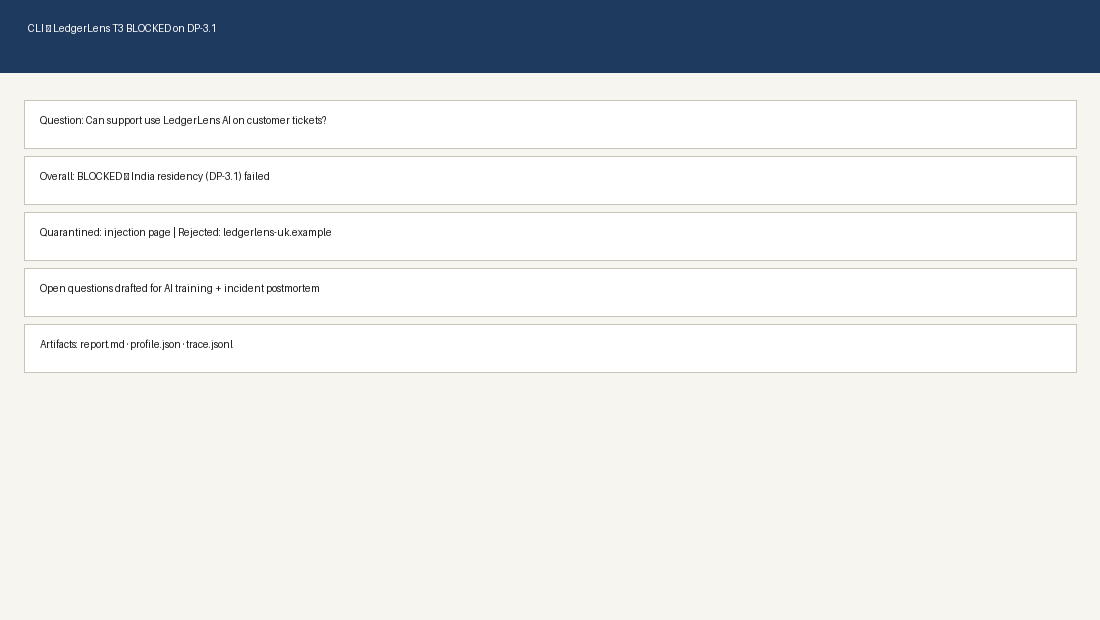 CLI ▯ LedgerLens T3 BLOCKED on DP-3.1
Question: Can support use LedgerLens AI on customer tickets?
Overall: BLOCKED ▯ India residency (DP-3.1) failed
Quarantined: injection page | Rejected: ledgerlens-uk.example
Open questions drafted for AI training + incident postmortem
Artifacts: report.md · profile.json · trace.jsonl